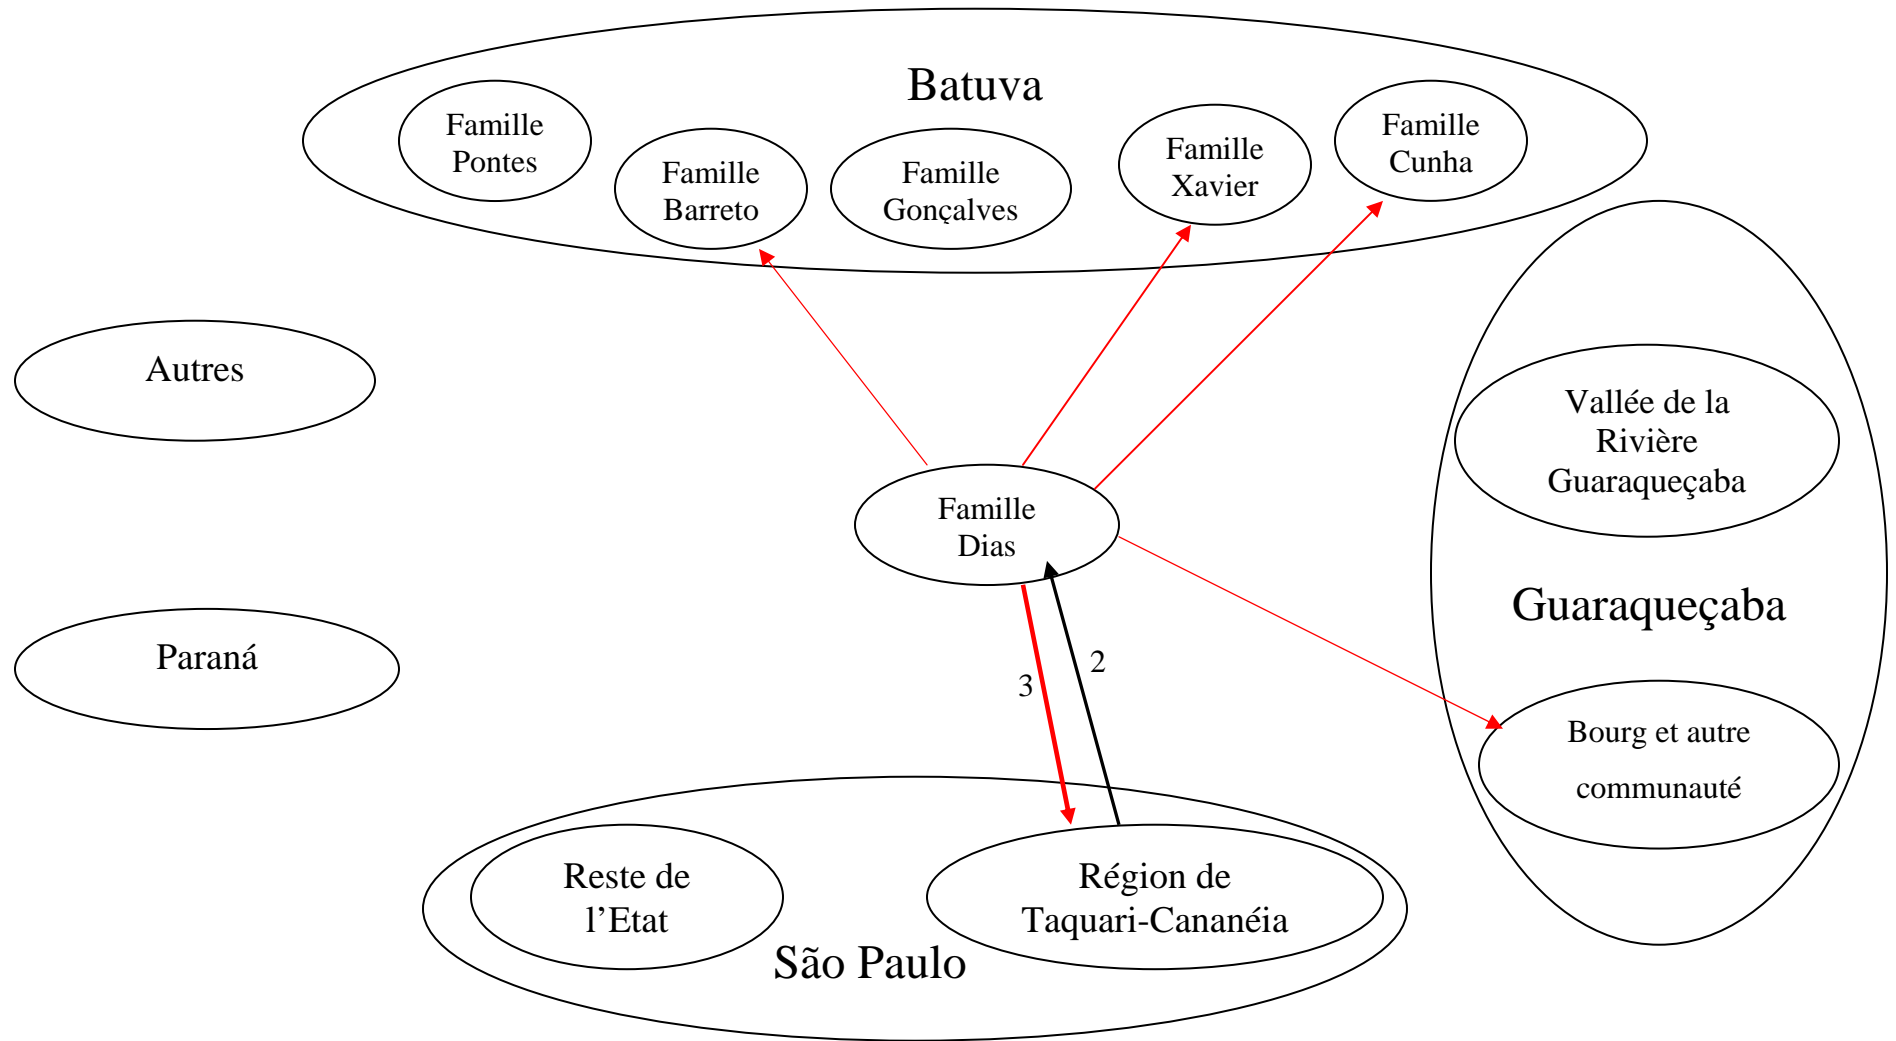 Batuva
Famille
Pontes
Famille
Barreto
Famille
Gonçalves
Famille
Xavier
Famille
Cunha
Autres
Vallée de la
Rivière
Guaraqueçaba
Famille
Dias
Guaraqueçaba
Paraná
3
2
Bourg et autre
communauté
Reste de
l’Etat
Région de
Taquari-Cananéia
São Paulo